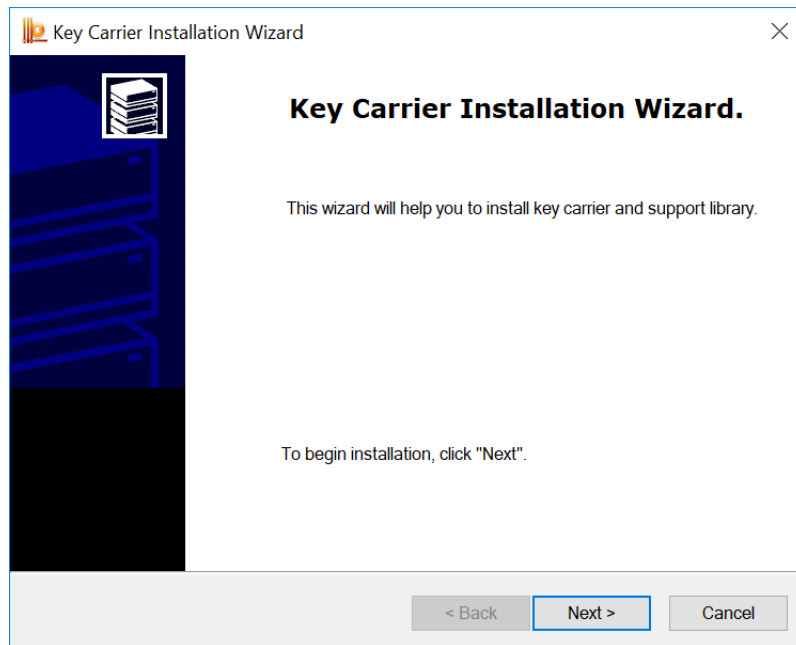 Key Carrier Installation Wizard
Key Carrier Installation Wizard.
This wizard will help you to install key carrier and support library.
To begin installation, click "Next".
< Back
Next >
Cancel